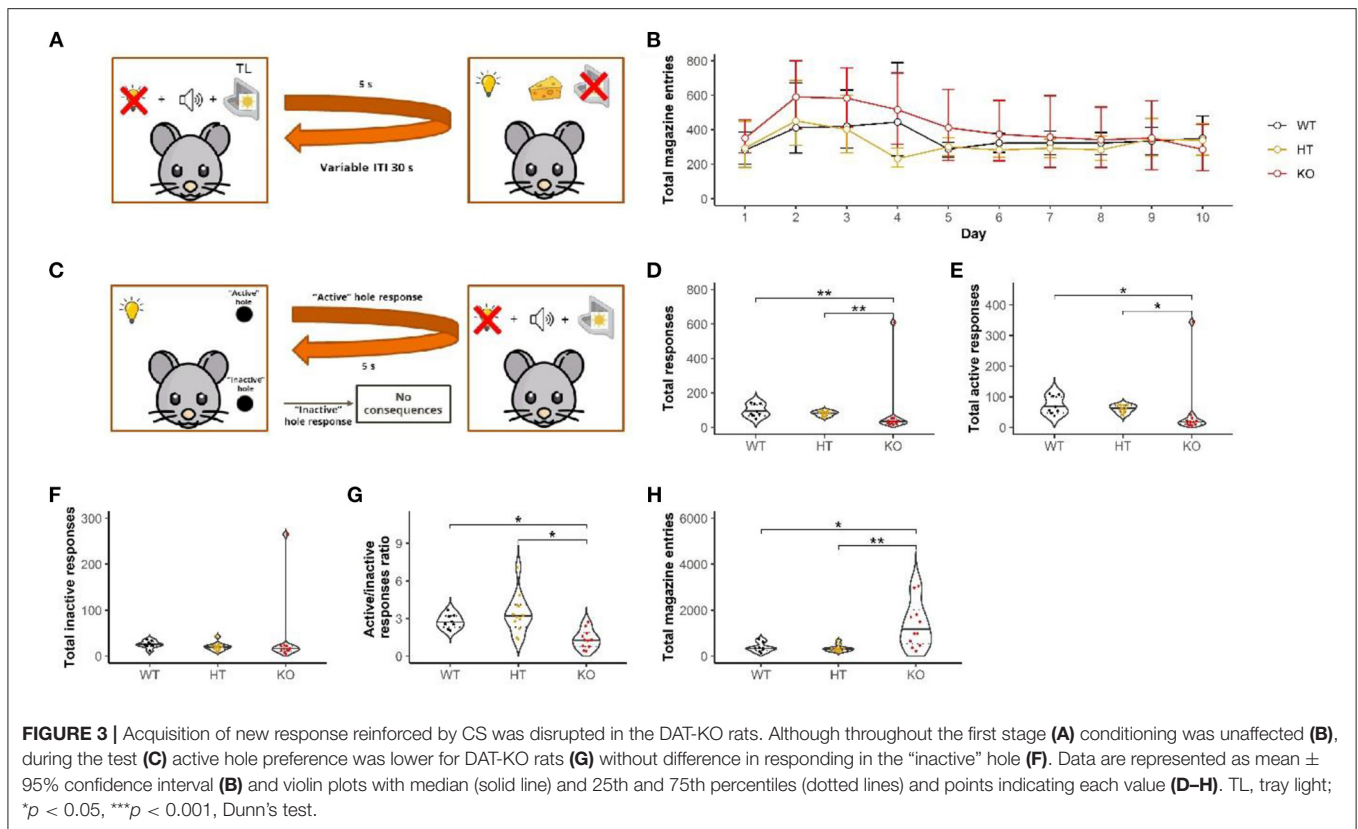 A
TL
+ +
5 s
Variable ITI 30 s
B
Total magazine entries
800
600
400
200
0
1 2 3 4 5 6 7 8 9 10
Day
WT
HT
KO
C
"Active" hole
"Active" hole response
+ +
"Inactive" hole
5 s
"Inactive" hole response
No consequences
D
Total responses
800
600
400
200
0
**
**
WT HT KO
E
Total active responses
400
300
200
100
0
*
*
WT HT KO
F
Total inactive responses
300
200
100
0
WT HT KO
G
Active/inactive responses ratio
9
6
3
0
*
*
WT HT KO
H
Total magazine entries
6000
4000
2000
0
*
**
WT HT KO
FIGURE 3 | Acquisition of new response reinforced by CS was disrupted in the DAT-KO rats. Although throughout the first stage (A) conditioning was unaffected (B),
during the test (C) active hole preference was lower for DAT-KO rats (G) without difference in responding in the "inactive" hole (F). Data are represented as mean ±
95% confidence interval (B) and violin plots with median (solid line) and 25th and 75th percentiles (dotted lines) and points indicating each value (D–H). TL, tray light;
*p < 0.05, ***p < 0.001, Dunn's test.